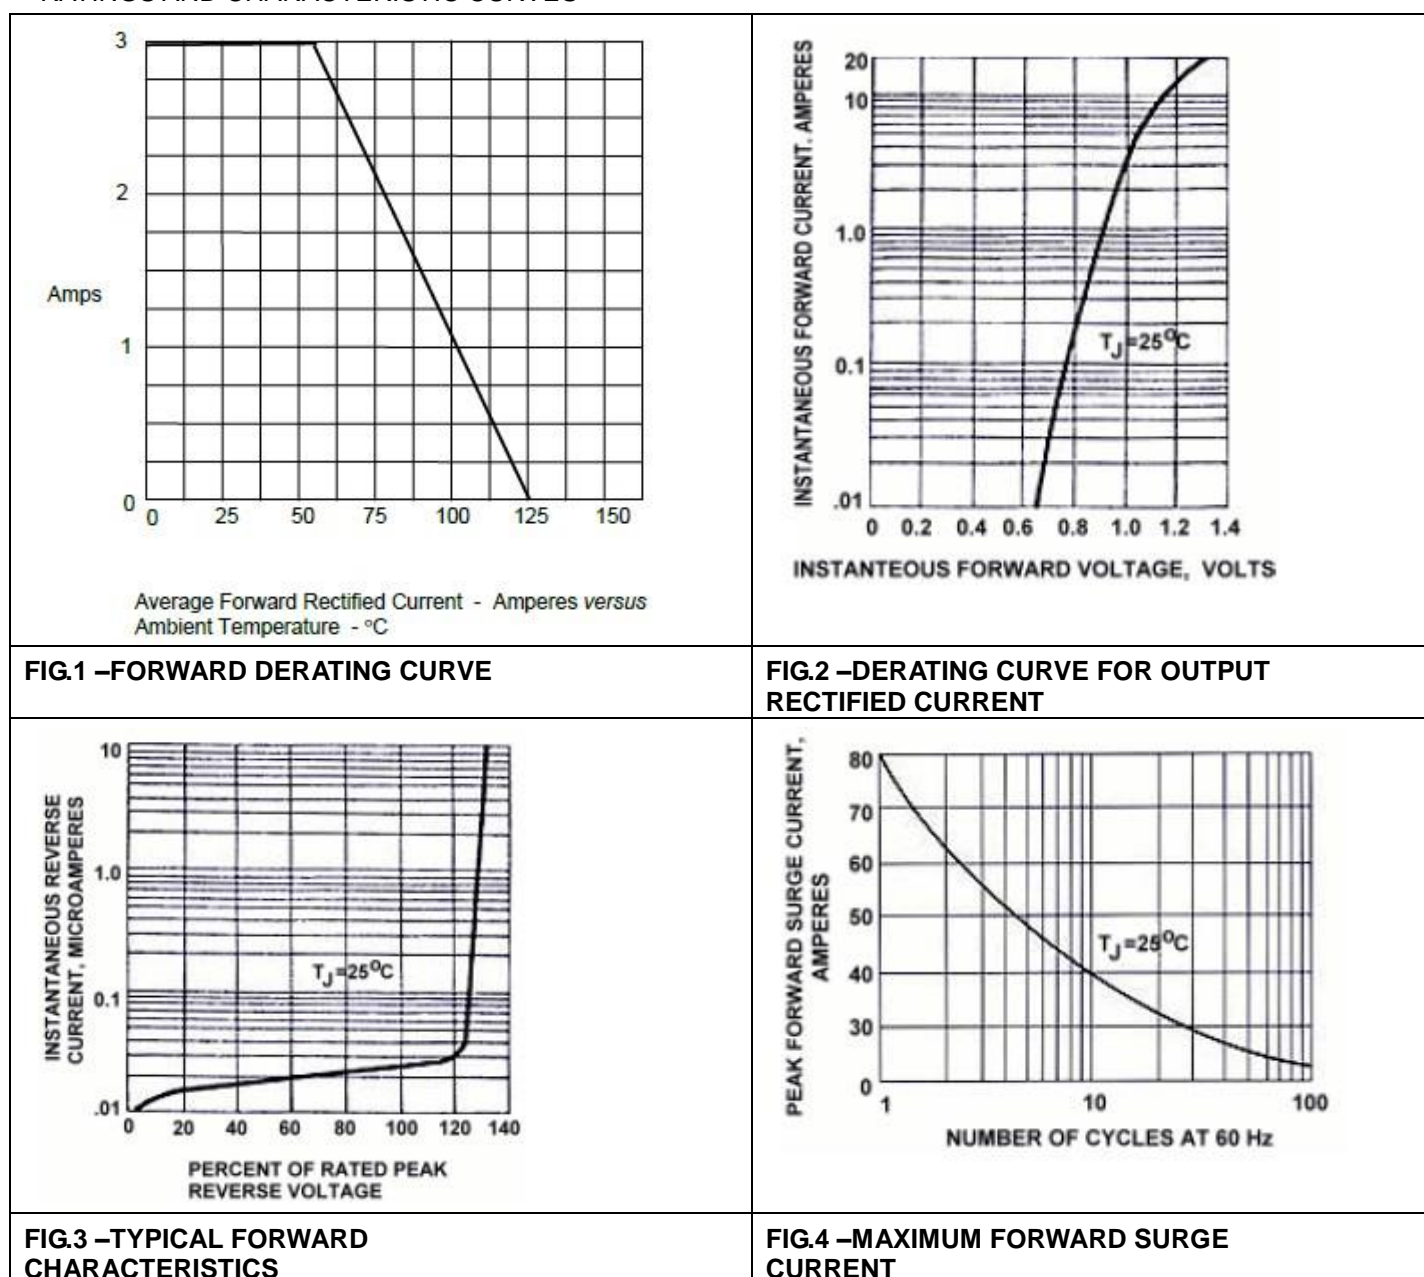 3
2
Amps
1
0
0 25 50 75 100 125 150
Average Forward Rectified Current - Amperes versus
Ambient Temperature - °C
INSTANTANEOUS FORWARD CURRENT. AMPERES
20
10
1.0
0.1
.01
TJ=25°C
0 0.2 0.4 0.6 0.8 1.0 1.2 1.4
INSTANTEOUS FORWARD VOLTAGE, VOLTS
FIG.1 –FORWARD DERATING CURVE
FIG.2 –DERATING CURVE FOR OUTPUT
RECTIFIED CURRENT
INSTANTANEOUS REVERSE
CURRENT, MICROAMPERES
10
1.0
0.1
.01
TJ=25°C
0 20 40 60 80 100 120 140
PERCENT OF RATED PEAK
REVERSE VOLTAGE
PEAK FORWARD SURGE CURRENT,
AMPERES
80
70
60
50
40
30
0
TJ=25°C
1 10 100
NUMBER OF CYCLES AT 60 Hz
FIG.3 –TYPICAL FORWARD
CHARACTERISTICS
FIG.4 –MAXIMUM FORWARD SURGE
CURRENT